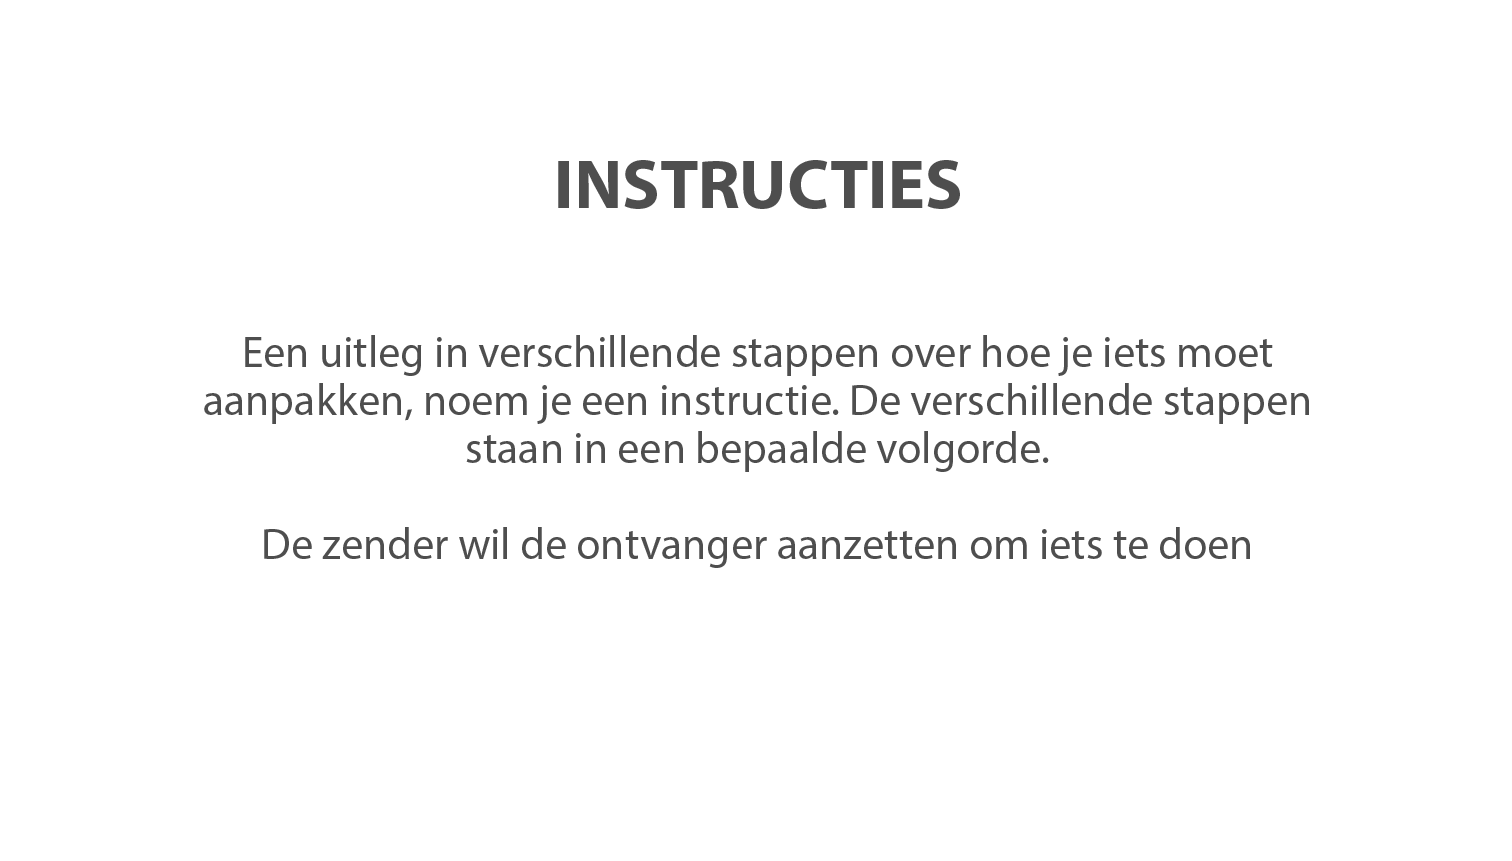 INSTRUCTIES
Een uitleg in verschillende stappen over hoe je iets moet
aanpakken, noem je een instructie. De verschillende stappen
staan in een bepaalde volgorde.
De zender wil de ontvanger aanzetten om iets te doen